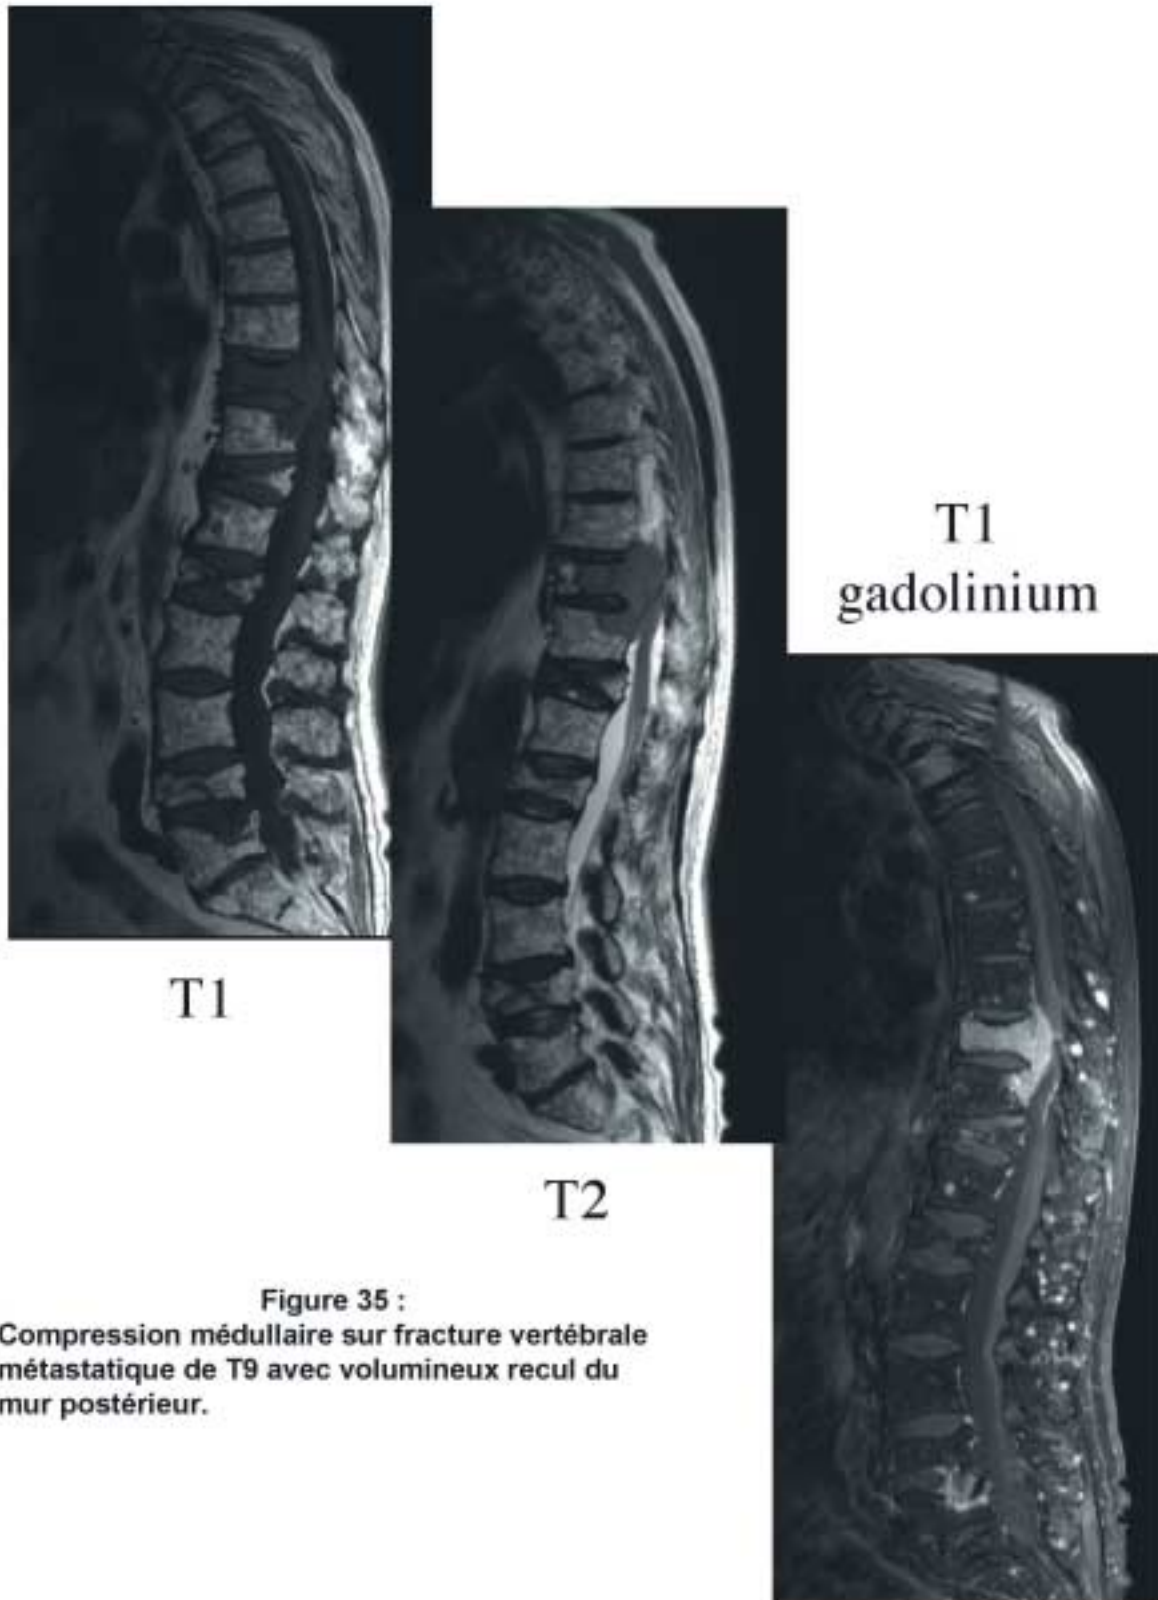 T1
gadolinium
T1
T2
Figure 35 :
Compression médullaire sur fracture vertébrale
métastatique de T9 avec volumineux recul du
mur postérieur.